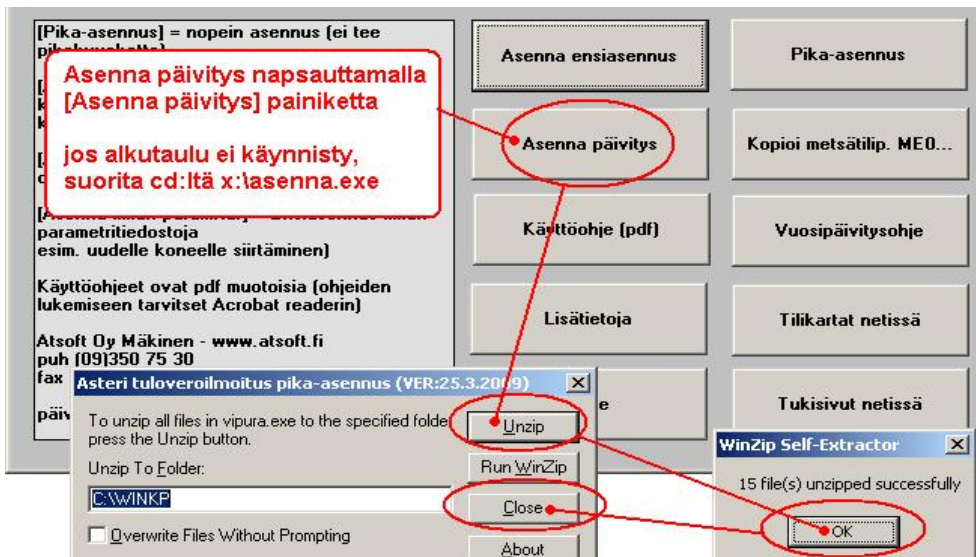 [Pika-asennus] = nopein asennus (ei tee
Asenna päivitys napsauttamalla
[Asenna päivitys] painiketta
jos alkutaulu ei käynnisty,
suorita cd:ltä x:\asenna.exe
parametritiedostoja
esim. uudelle koneelle siirtäminen)
Käyttöohjeet ovat pdf muotoisia (ohjeiden
lukemiseen tarvitset Acrobat readerin)
Atsoft Oy Mäkinen - www.atsoft.fi
puh (09)350 75 30
fax
Asenna ensiasennus
Pika-asennus
Asenna päivitys
Kopioi metsätilip. MEO...
Käyttöohje (pdf)
Vuosipäivitysohje
Lisätietoja
Tilikartat netissä
Tukisivut netissä
Asteri tuloveroilmoitus pika-asennus (VER:25.3.2009)
To unzip all files in vipura.exe to the specified folder
press the Unzip button.
Unzip To Folder:
C:\WINKP
Overwrite Files Without Prompting
Unzip
Run WinZip
Close
About
WinZip Self-Extractor
15 file(s) unzipped successfully
OK